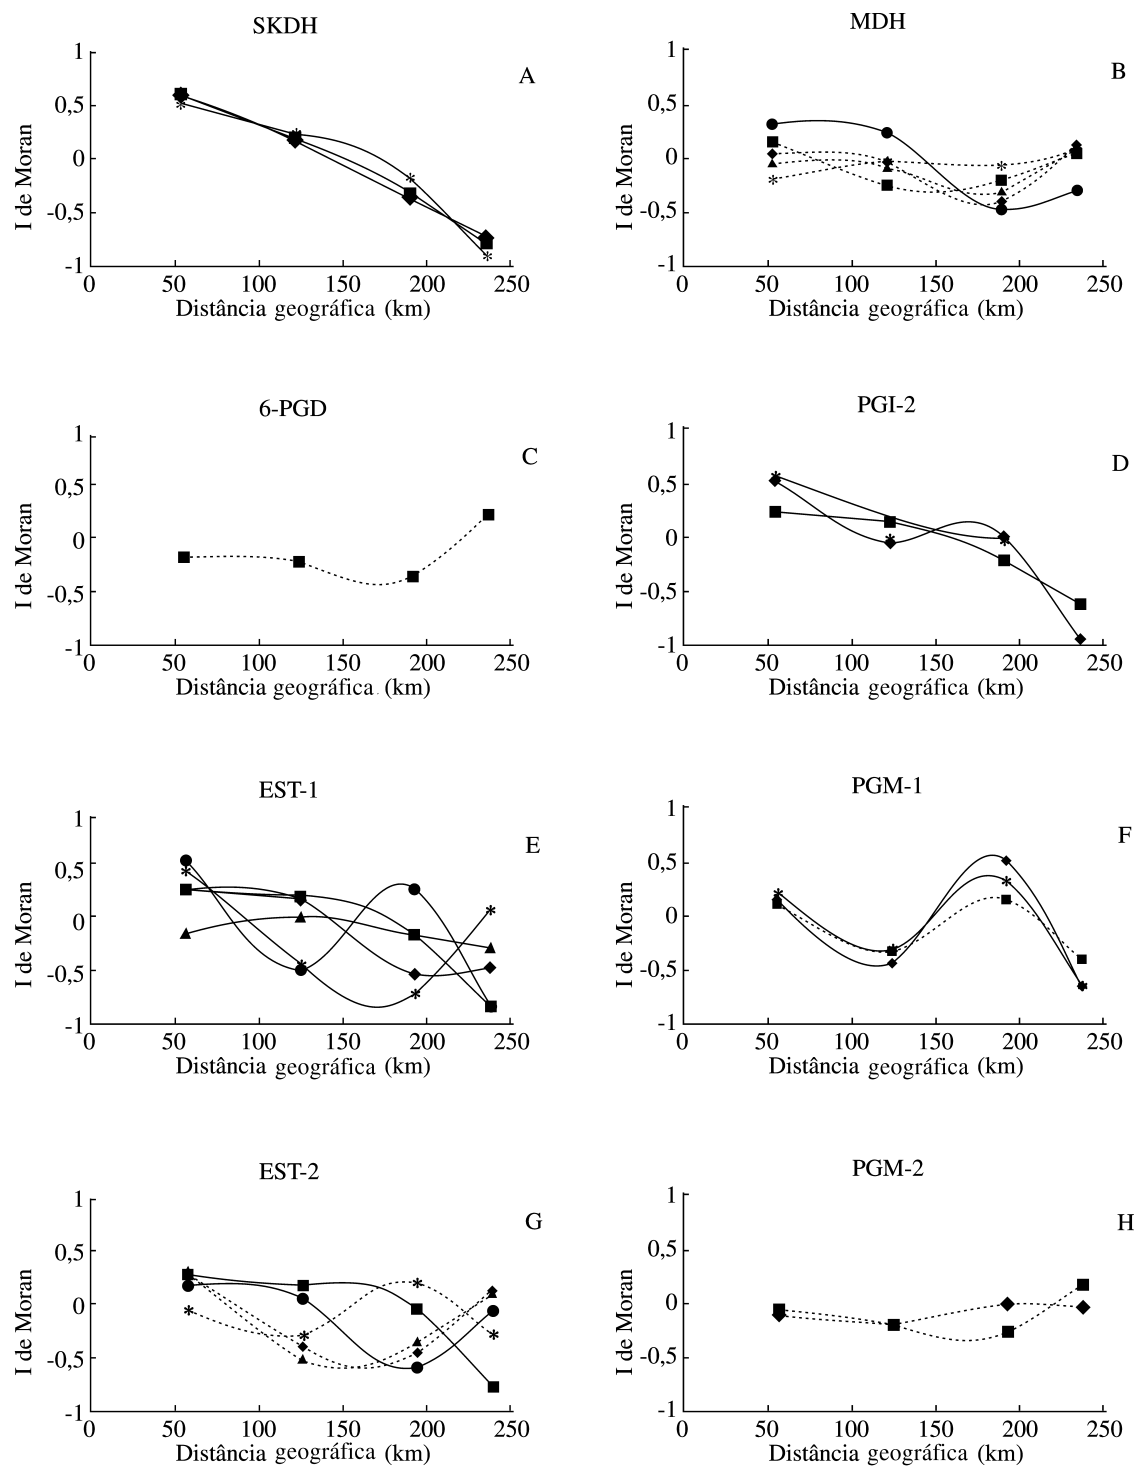 SKDH
A
I de Moran
1
0,5
0
-0,5
-1
0 50 100 150 200 250
Distância geográfica (km)
MDH
B
I de Moran
1
0,5
0
-0,5
-1
0 50 100 150 200 250
Distância geográfica (km)
6-PGD
C
I de Moran
1
0,5
0
-0,5
-1
0 50 100 150 200 250
Distância geográfica (km)
PGI-2
D
I de Moran
1
0,5
0
-0,5
-1
0 50 100 150 200 250
Distância geográfica (km)
EST-1
E
I de Moran
1
0,5
0
-0,5
-1
0 50 100 150 200 250
Distância geográfica (km)
PGM-1
F
I de Moran
1
0,5
0
-0,5
-1
0 50 100 150 200 250
Distância geográfica (km)
EST-2
G
I de Moran
1
0,5
0
-0,5
-1
0 50 100 150 200 250
Distância geográfica (km)
PGM-2
H
I de Moran
1
0,5
0
-0,5
-1
0 50 100 150 200 250
Distância geográfica (km)